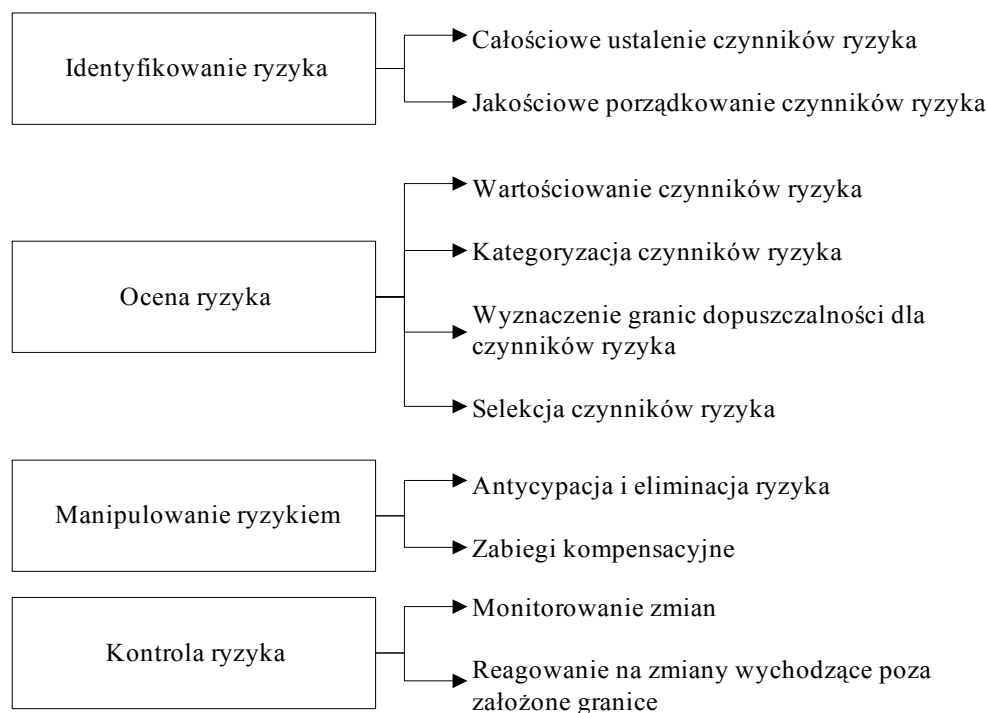 Identyfikowanie ryzyka
Całościowe ustalenie czynników ryzyka
Jakościowe porządkowanie czynników ryzyka
Ocena ryzyka
Wartościowanie czynników ryzyka
Kategoryzacja czynników ryzyka
Wyznaczenie granic dopuszczalności dla
czynników ryzyka
Selekcja czynników ryzyka
Manipulowanie ryzykiem
Antycypacja i eliminacja ryzyka
Zabiegi kompensacyjne
Kontrola ryzyka
Monitorowanie zmian
Reagowanie na zmiany wychodzące poza
założone granice